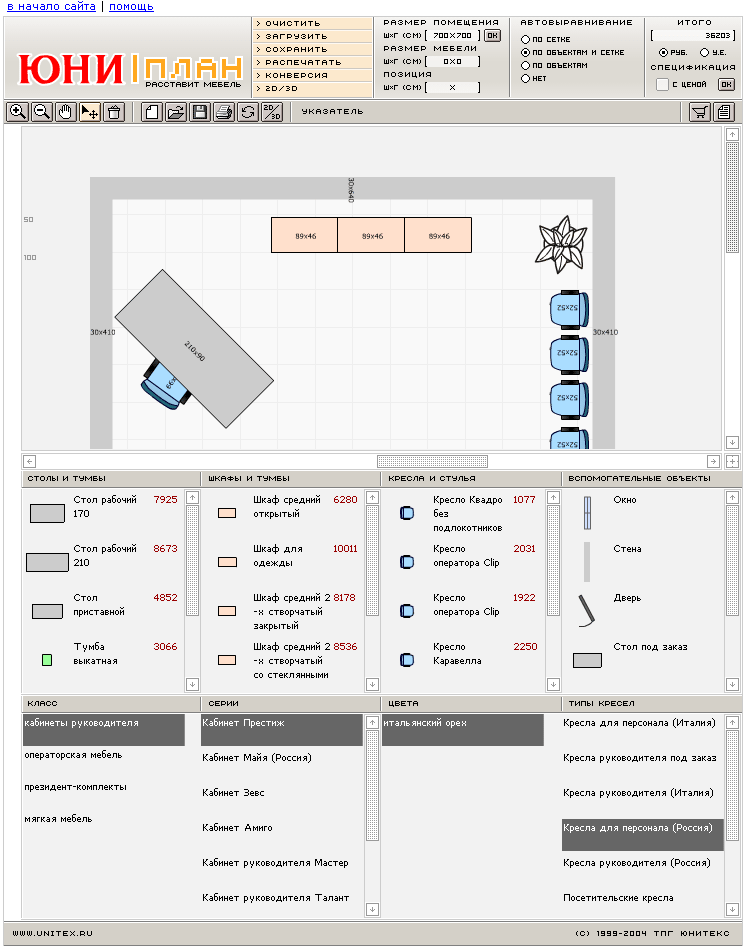 в начало сайта | помощь
ЮНИ|ПЛАН
РАССТАВИТ МЕБЕЛЬ
> ОЧИСТИТЬ
> ЗАГРУЗИТЬ
> СОХРАНИТЬ
> РАСПЕЧАТАТЬ
> КОНВЕРСИЯ
> 2D/3D
РАЗМЕР ПОМЕЩЕНИЯ
ШХГ (СМ) [ 700X700 ] OK
РАЗМЕР МЕБЕЛИ
ШХГ (СМ) [ 0X0 ]
ПОЗИЦИЯ
ШХГ (СМ) [ X ]
АВТОВЫРАВНИВАНИЕ
ПО СЕТКЕ
ПО ОБЪЕКТАМ И СЕТКЕ
ПО ОБЪЕКТАМ
НЕТ
ИТОГО
[ 36203 ]
РУБ. У.Е.
СПЕЦИФИКАЦИЯ
С ЦЕНОЙ OK
2D/3D
УКАЗАТЕЛЬ
50
100
30x640
89x46 89x46 89x46
30x410
210x90
66x
52x52
52x52
52x52
52x52
30x410
СТОЛЫ И ТУМБЫ
Стол рабочий 170 7925
Стол рабочий 210 8673
Стол приставной 4852
Тумба выкатная 3066
ШКАФЫ И ТУМБЫ
Шкаф средний открытый 6280
Шкаф для одежды 10011
Шкаф средний 2-х створчатый закрытый 8178
Шкаф средний 2-х створчатый со стеклянными 8536
КРЕСЛА И СТУЛЬЯ
Кресло Квадро без подлокотников 1077
Кресло оператора Clip 2031
Кресло оператора Clip 1922
Кресло Каравелла 2250
ВСПОМОГАТЕЛЬНЫЕ ОБЪЕКТЫ
Окно
Стена
Дверь
Стол под заказ
КЛАСС
кабинеты руководителя
операторская мебель
президент-комплекты
мягкая мебель
СЕРИИ
Кабинет Престиж
Кабинет Майя (Россия)
Кабинет Зевс
Кабинет Амиго
Кабинет руководителя Мастер
Кабинет руководителя Талант
ЦВЕТА
итальянский орех
ТИПЫ КРЕСЕЛ
Кресла для персонала (Италия)
Кресла руководителя под заказ
Кресла руководителя (Италия)
Кресла для персонала (Россия)
Кресла руководителя (Россия)
Посетительские кресла
WWW.UNITEX.RU
(C) 1999-2004 ТПГ ЮНИТЕКС